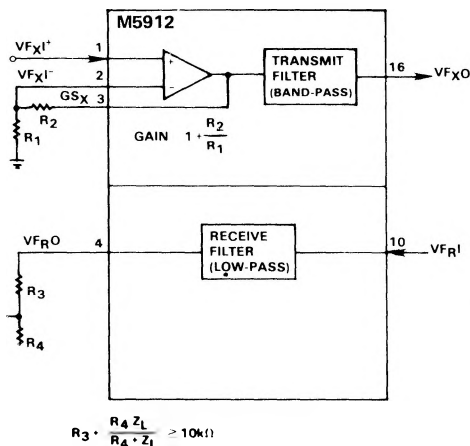 M5912
VFXI+ 1
VFXI- 2
GSX 3
R2
R1
+
-
GAIN 1 + R2/R1
TRANSMIT
FILTER
(BAND-PASS)
16 VFXO
VFRO 4
R3
R4
RECEIVE
FILTER
(LOW-PASS)
10 VFRI
R3 + R4 ZL / R4 + ZL ≥ 10kΩ